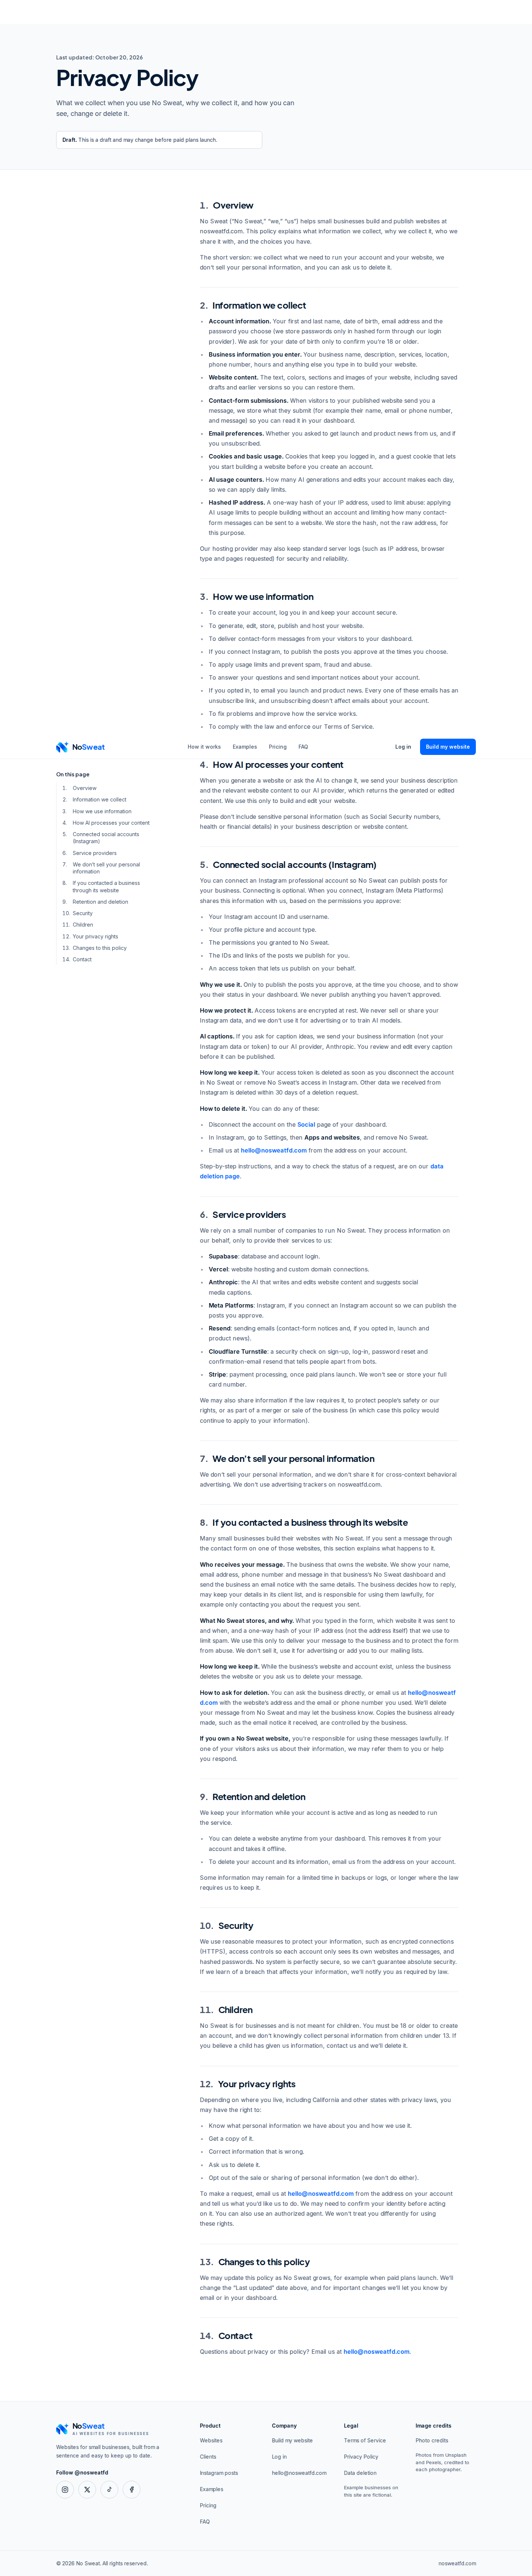 Last updated: October 20, 2026
Privacy Policy
What we collect when you use No Sweat, why we collect it, and how you can
see, change or delete it.
Draft. This is a draft and may change before paid plans launch.
1. Overview
No Sweat ("No Sweat," "we," "us") helps small businesses build and publish websites at
nosweatfd.com. This policy explains what information we collect, why we collect it, who we
share it with, and the choices you have.
The short version: we collect what we need to run your account and your website, we
don't sell your personal information, and you can ask us to delete it.
2. Information we collect
• Account information. Your first and last name, date of birth, email address and the
password you choose (we store passwords only in hashed form through our login
provider). We ask for your date of birth only to confirm you're 18 or older.
• Business information you enter. Your business name, description, services, location,
phone number, hours and anything else you type in to build your website.
• Website content. The text, colors, sections and images of your website, including saved
drafts and earlier versions so you can restore them.
• Contact-form submissions. When visitors to your published website send you a
message, we store what they submit (for example their name, email or phone number,
and message) so you can read it in your dashboard.
• Email preferences. Whether you asked to get launch and product news from us, and if
you unsubscribed.
• Cookies and basic usage. Cookies that keep you logged in, and a guest cookie that lets
you start building a website before you create an account.
• AI usage counters. How many AI generations and edits your account makes each day,
so we can apply daily limits.
• Hashed IP address. A one-way hash of your IP address, used to limit abuse: applying
AI usage limits to people building without an account and limiting how many contact-
form messages can be sent to a website. We store the hash, not the raw address, for
this purpose.
Our hosting provider may also keep standard server logs (such as IP address, browser
type and pages requested) for security and reliability.
3. How we use information
• To create your account, log you in and keep your account secure.
• To generate, edit, store, publish and host your website.
• To deliver contact-form messages from your visitors to your dashboard.
• If you connect Instagram, to publish the posts you approve at the times you choose.
• To apply usage limits and prevent spam, fraud and abuse.
• To answer your questions and send important notices about your account.
• If you opted in, to email you launch and product news. Every one of these emails has an
unsubscribe link, and unsubscribing doesn't affect emails about your account.
• To fix problems and improve how the service works.
• To comply with the law and enforce our Terms of Service.
NoSweat
How it works
Examples
Pricing
FAQ
Log in
Build my website
On this page
1. Overview
2. Information we collect
3. How we use information
4. How AI processes your content
5. Connected social accounts
(Instagram)
6. Service providers
7. We don't sell your personal
information
8. If you contacted a business
through its website
9. Retention and deletion
10. Security
11. Children
12. Your privacy rights
13. Changes to this policy
14. Contact
4. How AI processes your content
When you generate a website or ask the AI to change it, we send your business description
and the relevant website content to our AI provider, which returns the generated or edited
content. We use this only to build and edit your website.
Please don't include sensitive personal information (such as Social Security numbers,
health or financial details) in your business description or website content.
5. Connected social accounts (Instagram)
You can connect an Instagram professional account so No Sweat can publish posts for
your business. Connecting is optional. When you connect, Instagram (Meta Platforms)
shares this information with us, based on the permissions you approve:
• Your Instagram account ID and username.
• Your profile picture and account type.
• The permissions you granted to No Sweat.
• The IDs and links of the posts we publish for you.
• An access token that lets us publish on your behalf.
Why we use it. Only to publish the posts you approve, at the time you choose, and to show
you their status in your dashboard. We never publish anything you haven't approved.
How we protect it. Access tokens are encrypted at rest. We never sell or share your
Instagram data, and we don't use it for advertising or to train AI models.
AI captions. If you ask for caption ideas, we send your business information (not your
Instagram data or token) to our AI provider, Anthropic. You review and edit every caption
before it can be published.
How long we keep it. Your access token is deleted as soon as you disconnect the account
in No Sweat or remove No Sweat's access in Instagram. Other data we received from
Instagram is deleted within 30 days of a deletion request.
How to delete it. You can do any of these:
• Disconnect the account on the Social page of your dashboard.
• In Instagram, go to Settings, then Apps and websites, and remove No Sweat.
• Email us at hello@nosweatfd.com from the address on your account.
Step-by-step instructions, and a way to check the status of a request, are on our data
deletion page.
6. Service providers
We rely on a small number of companies to run No Sweat. They process information on
our behalf, only to provide their services to us:
• Supabase: database and account login.
• Vercel: website hosting and custom domain connections.
• Anthropic: the AI that writes and edits website content and suggests social
media captions.
• Meta Platforms: Instagram, if you connect an Instagram account so we can publish the
posts you approve.
• Resend: sending emails (contact-form notices and, if you opted in, launch and
product news).
• Cloudflare Turnstile: a security check on sign-up, log-in, password reset and
confirmation-email resend that tells people apart from bots.
• Stripe: payment processing, once paid plans launch. We won't see or store your full
card number.
We may also share information if the law requires it, to protect people's safety or our
rights, or as part of a merger or sale of the business (in which case this policy would
continue to apply to your information).
7. We don't sell your personal information
We don't sell your personal information, and we don't share it for cross-context behavioral
advertising. We don't use advertising trackers on nosweatfd.com.
8. If you contacted a business through its website
Many small businesses build their websites with No Sweat. If you sent a message through
the contact form on one of those websites, this section explains what happens to it.
Who receives your message. The business that owns the website. We show your name,
email address, phone number and message in that business's No Sweat dashboard and
send the business an email notice with the same details. The business decides how to reply,
may keep your details in its client list, and is responsible for using them lawfully, for
example only contacting you about the request you sent.
What No Sweat stores, and why. What you typed in the form, which website it was sent to
and when, and a one-way hash of your IP address (not the address itself) that we use to
limit spam. We use this only to deliver your message to the business and to protect the form
from abuse. We don't sell it, use it for advertising or add you to our mailing lists.
How long we keep it. While the business's website and account exist, unless the business
deletes the website or you ask us to delete your message.
How to ask for deletion. You can ask the business directly, or email us at hello@nosweatf
d.com with the website's address and the email or phone number you used. We'll delete
your message from No Sweat and may let the business know. Copies the business already
made, such as the email notice it received, are controlled by the business.
If you own a No Sweat website, you're responsible for using these messages lawfully. If
one of your visitors asks us about their information, we may refer them to you or help
you respond.
9. Retention and deletion
We keep your information while your account is active and as long as needed to run
the service.
• You can delete a website anytime from your dashboard. This removes it from your
account and takes it offline.
• To delete your account and its information, email us from the address on your account.
Some information may remain for a limited time in backups or logs, or longer where the law
requires us to keep it.
10. Security
We use reasonable measures to protect your information, such as encrypted connections
(HTTPS), access controls so each account only sees its own websites and messages, and
hashed passwords. No system is perfectly secure, so we can't guarantee absolute security.
If we learn of a breach that affects your information, we'll notify you as required by law.
11. Children
No Sweat is for businesses and is not meant for children. You must be 18 or older to create
an account, and we don't knowingly collect personal information from children under 13. If
you believe a child has given us information, contact us and we'll delete it.
12. Your privacy rights
Depending on where you live, including California and other states with privacy laws, you
may have the right to:
• Know what personal information we have about you and how we use it.
• Get a copy of it.
• Correct information that is wrong.
• Ask us to delete it.
• Opt out of the sale or sharing of personal information (we don't do either).
To make a request, email us at hello@nosweatfd.com from the address on your account
and tell us what you'd like us to do. We may need to confirm your identity before acting
on it. You can also use an authorized agent. We won't treat you differently for using
these rights.
13. Changes to this policy
We may update this policy as No Sweat grows, for example when paid plans launch. We'll
change the "Last updated" date above, and for important changes we'll let you know by
email or in your dashboard.
14. Contact
Questions about privacy or this policy? Email us at hello@nosweatfd.com.
NoSweat
AI WEBSITES FOR BUSINESSES
Websites for small businesses, built from a
sentence and easy to keep up to date.
Follow @nosweatfd
Product
Websites
Clients
Instagram posts
Examples
Pricing
FAQ
Company
Build my website
Log in
hello@nosweatfd.com
Legal
Terms of Service
Privacy Policy
Data deletion
Example businesses on
this site are fictional.
Image credits
Photo credits
Photos from Unsplash
and Pexels, credited to
each photographer.
© 2026 No Sweat. All rights reserved.
nosweatfd.com